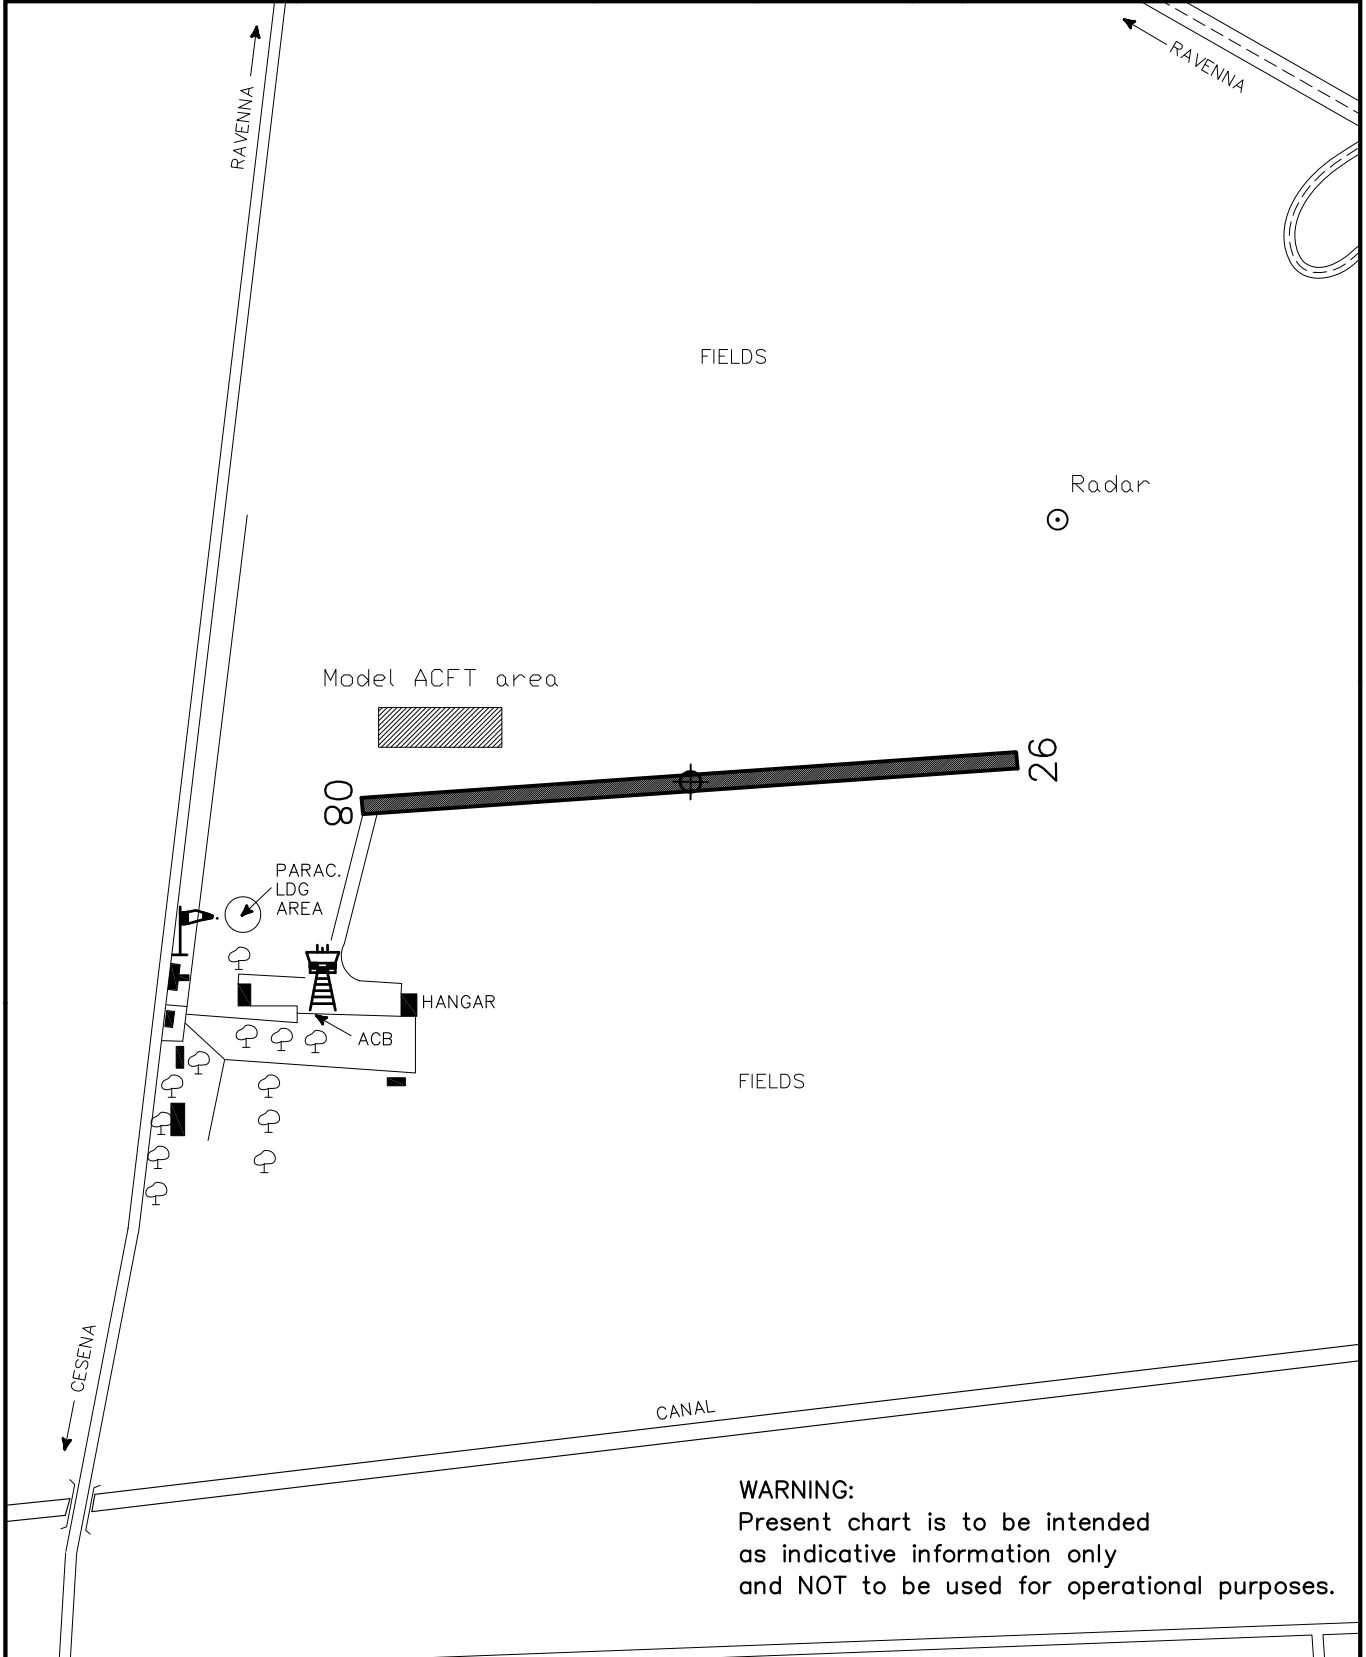 RAVENNA
RAVENNA
FIELDS
Radar
Model ACFT area
08
26
PARAC.
LDG
AREA
HANGAR
ACB
FIELDS
CESENA
CANAL
WARNING:
Present chart is to be intended
as indicative information only
and NOT to be used for operational purposes.